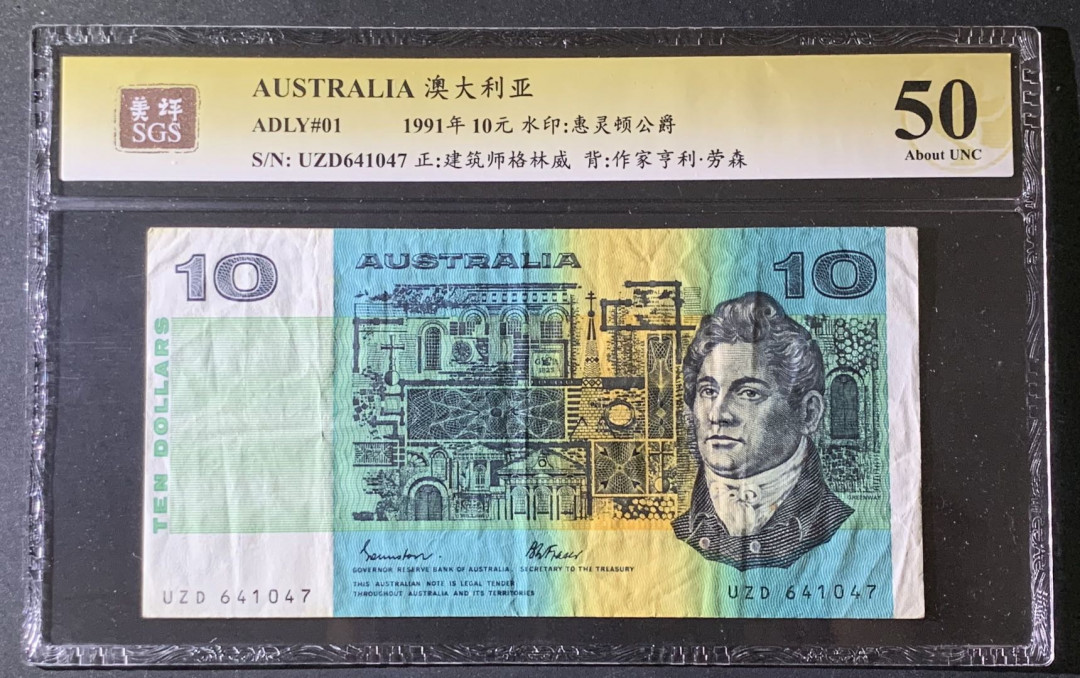 美坪
SGS
AUSTRALIA 澳大利亚
ADLY#01 1991年 10元 水印:惠灵顿公爵
S/N: UZD641047 正:建筑师格林威 背:作家亨利·劳森
50
About UNC
10
AUSTRALIA
10
TEN DOLLARS
GREENWAY
GOVERNOR RESERVE BANK OF AUSTRALIA. SECRETARY TO THE TREASURY
THIS AUSTRALIAN NOTE IS LEGAL TENDER
THROUGHOUT AUSTRALIA AND ITS TERRITORIES
UZD 641047
UZD 641047